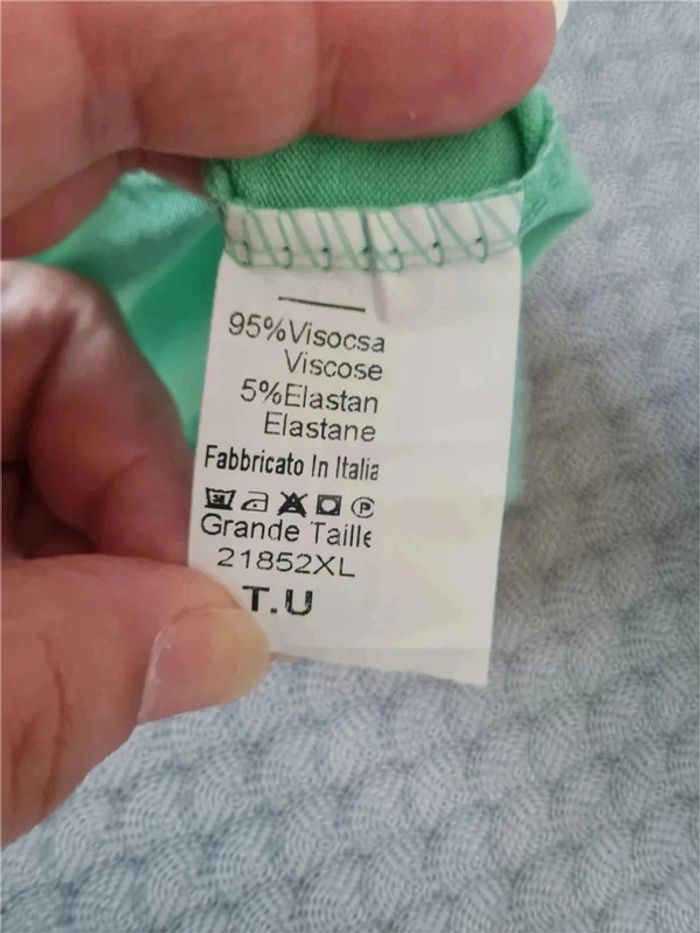 95%Visocsa
Viscose
5%Elastan
Elastane
Fabbricato In Italia
P
Grande Taille
21852XL
T.U